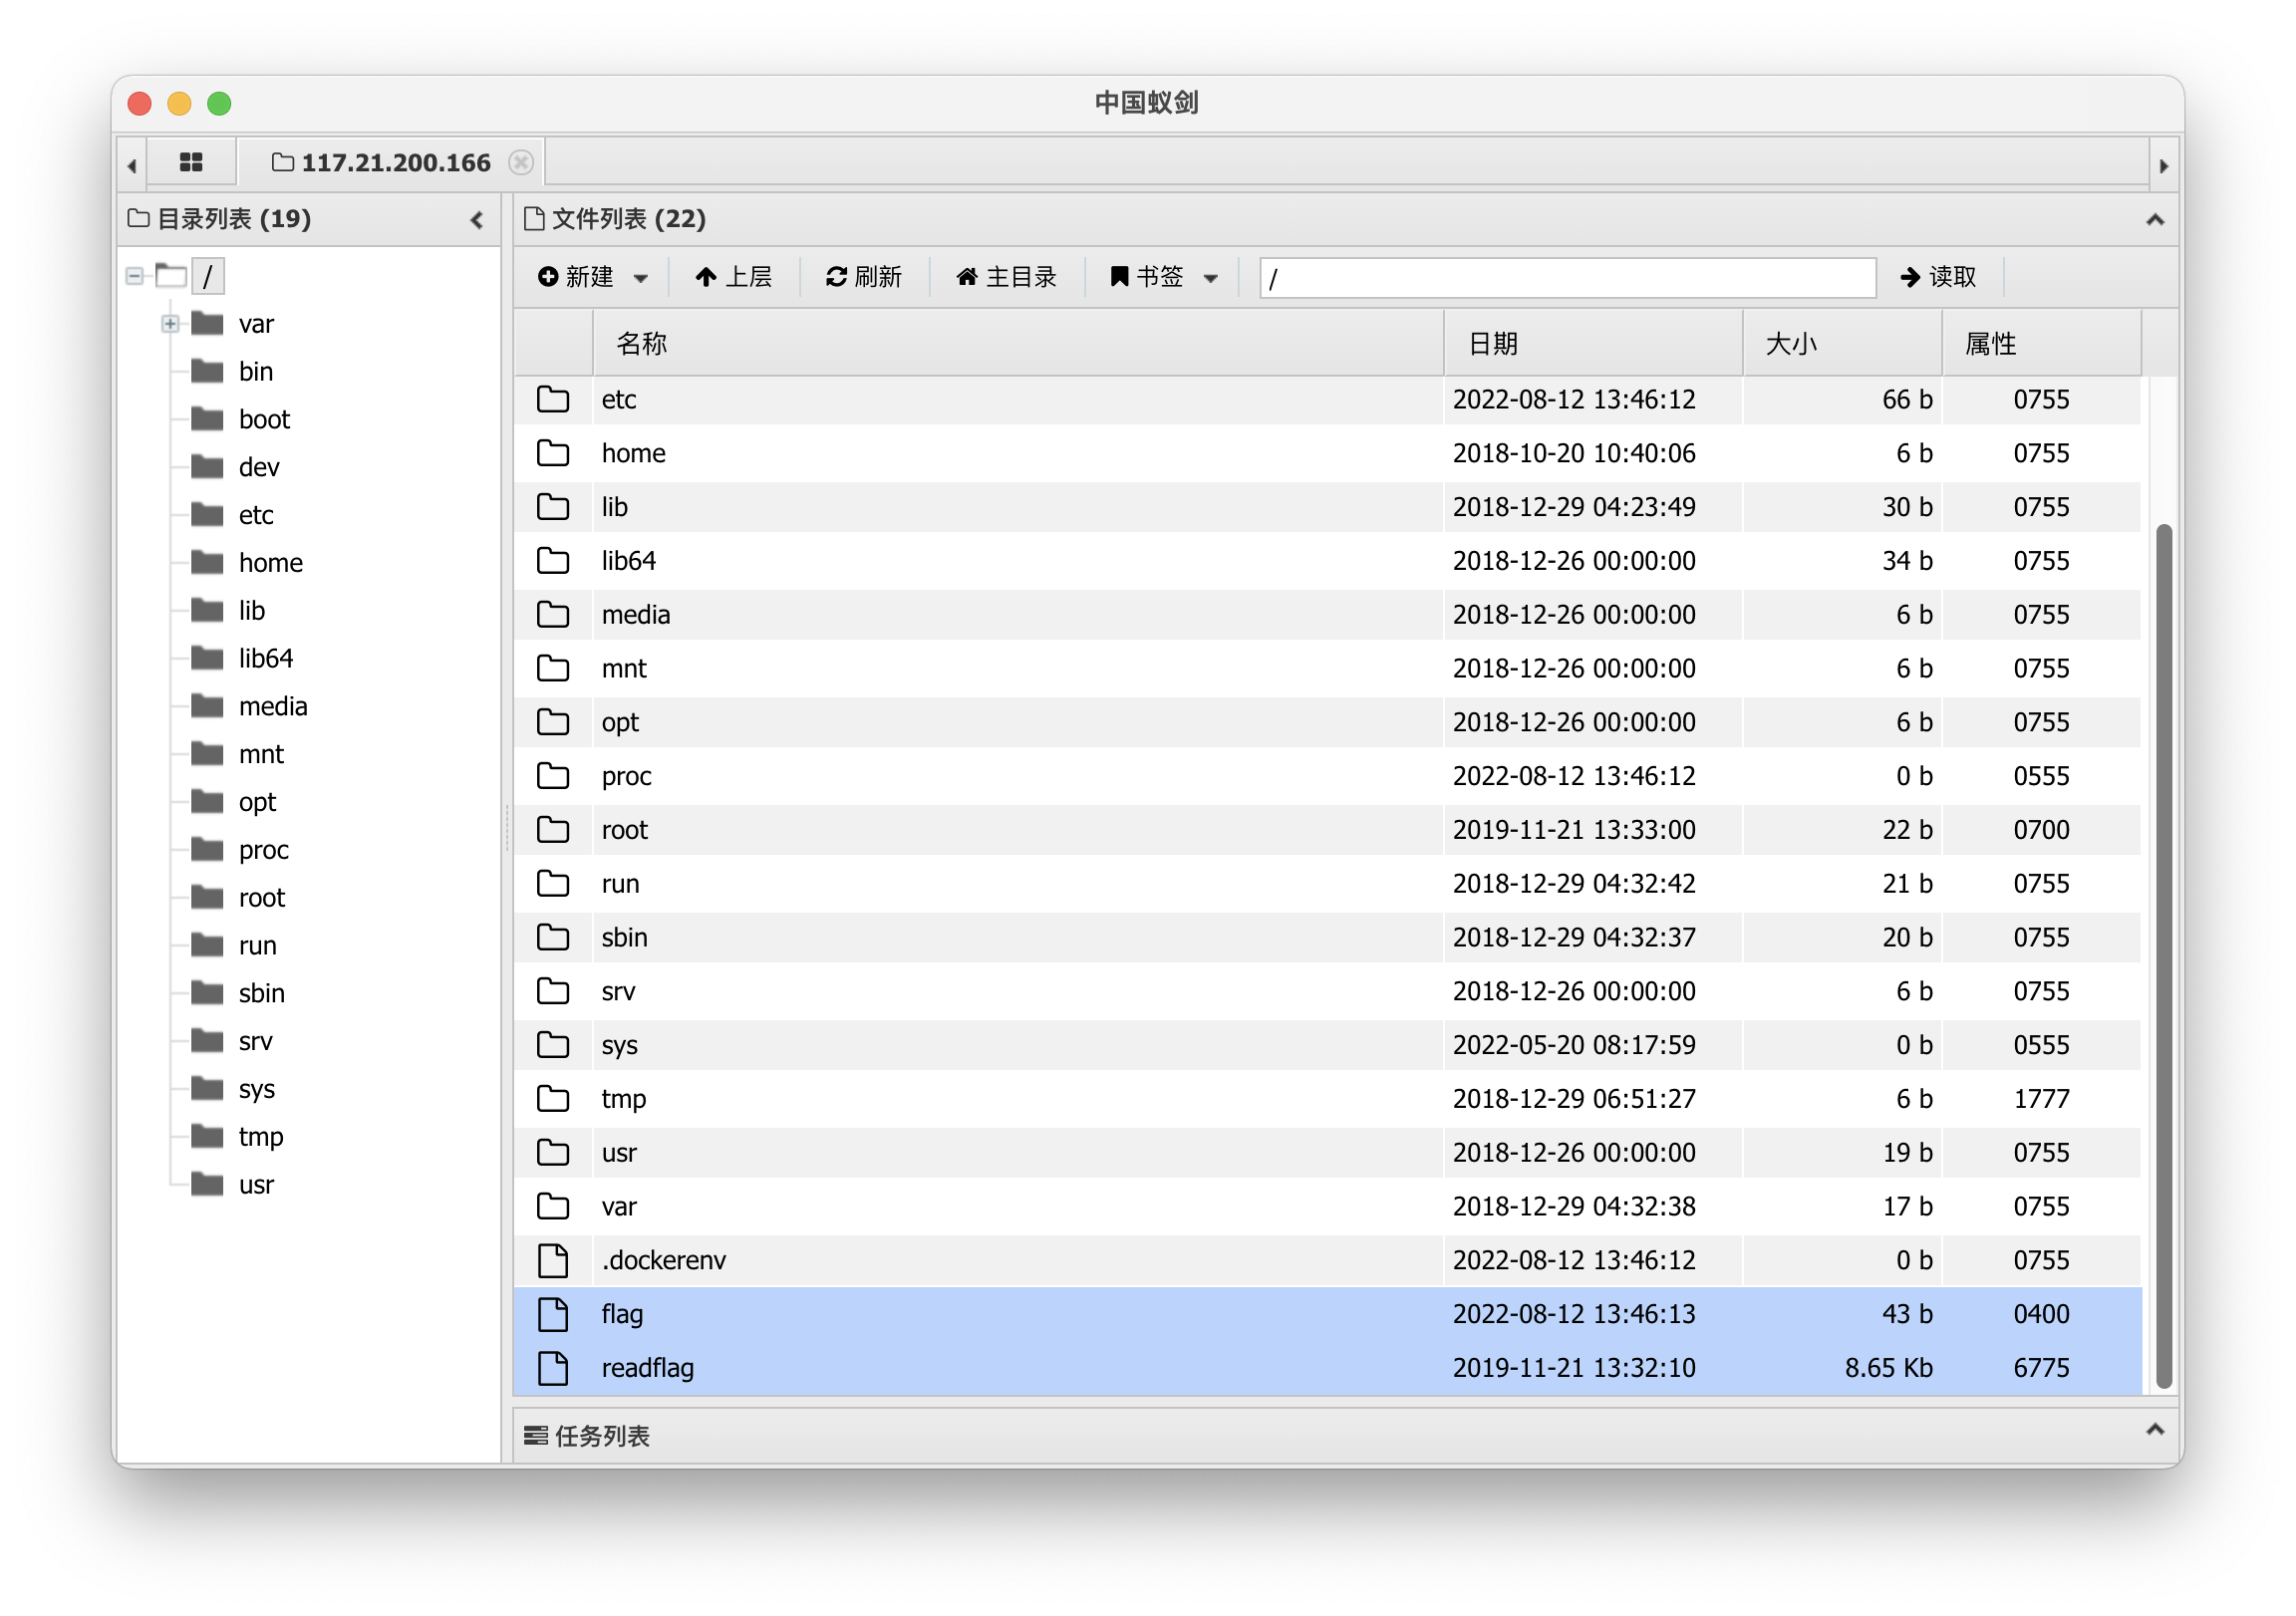 中国蚁剑
117.21.200.166
目录列表 (19)
/
var
bin
boot
dev
etc
home
lib
lib64
media
mnt
opt
proc
root
run
sbin
srv
sys
tmp
usr
文件列表 (22)
新建 上层 刷新 主目录 书签 / 读取
名称 日期 大小 属性
etc 2022-08-12 13:46:12 66 b 0755
home 2018-10-20 10:40:06 6 b 0755
lib 2018-12-29 04:23:49 30 b 0755
lib64 2018-12-26 00:00:00 34 b 0755
media 2018-12-26 00:00:00 6 b 0755
mnt 2018-12-26 00:00:00 6 b 0755
opt 2018-12-26 00:00:00 6 b 0755
proc 2022-08-12 13:46:12 0 b 0555
root 2019-11-21 13:33:00 22 b 0700
run 2018-12-29 04:32:42 21 b 0755
sbin 2018-12-29 04:32:37 20 b 0755
srv 2018-12-26 00:00:00 6 b 0755
sys 2022-05-20 08:17:59 0 b 0555
tmp 2018-12-29 06:51:27 6 b 1777
usr 2018-12-26 00:00:00 19 b 0755
var 2018-12-29 04:32:38 17 b 0755
.dockerenv 2022-08-12 13:46:12 0 b 0755
flag 2022-08-12 13:46:13 43 b 0400
readflag 2019-11-21 13:32:10 8.65 Kb 6775
任务列表